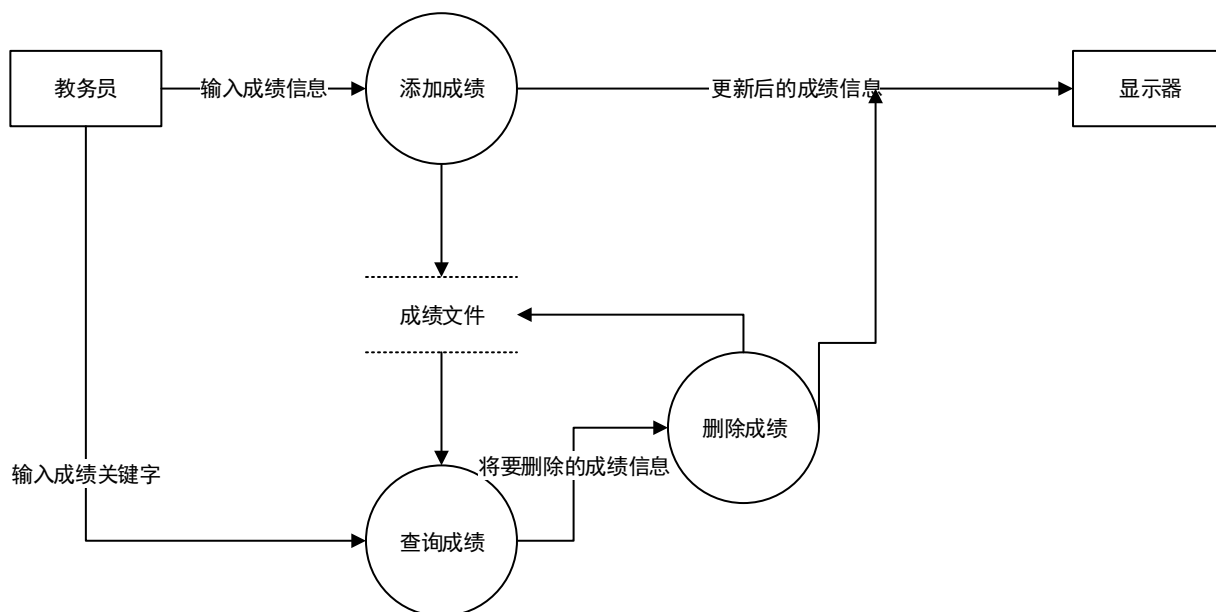 教务员
输入成绩信息
添加成绩
更新后的成绩信息
显示器
成绩文件
删除成绩
将要删除的成绩信息
输入成绩关键字
查询成绩